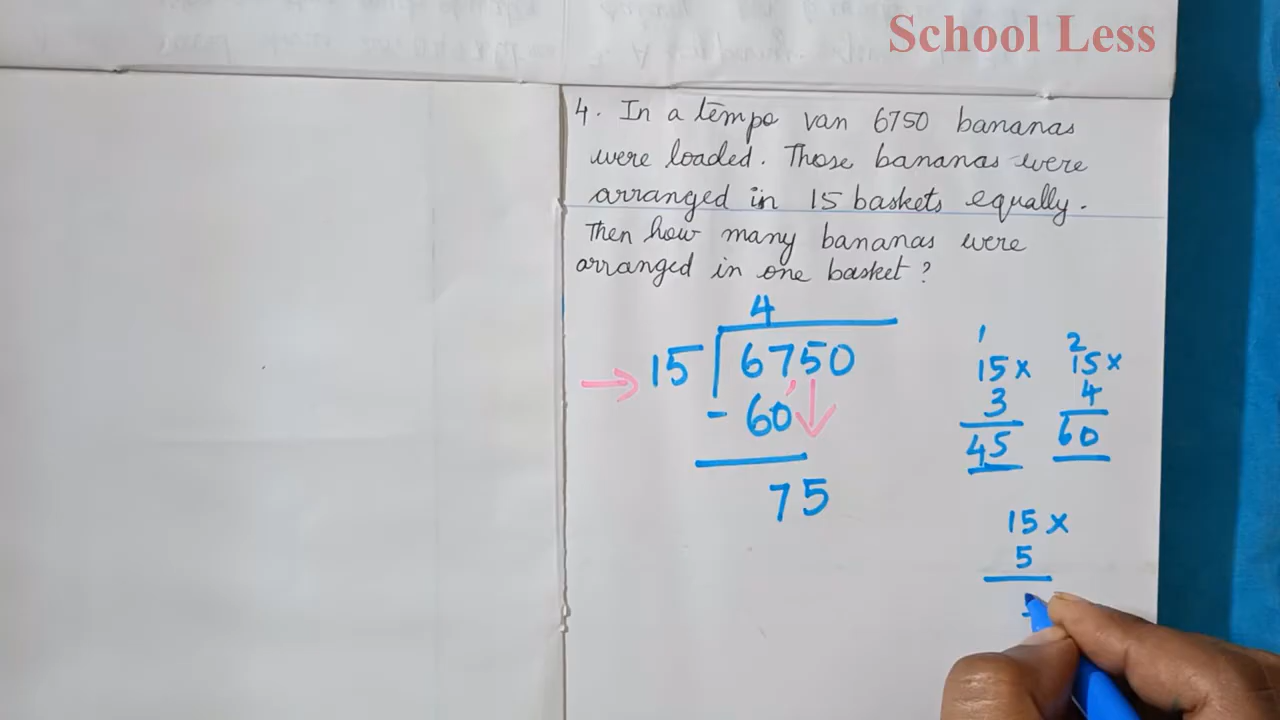 School Less
4. In a tempo van 6750 bananas
were loaded. Those bananas were
arranged in 15 baskets equally.
Then how many bananas were
arranged in one basket?
4
15 6750
- 60
75
1
15 x
3
45
2
15 x
4
60
15 x
5